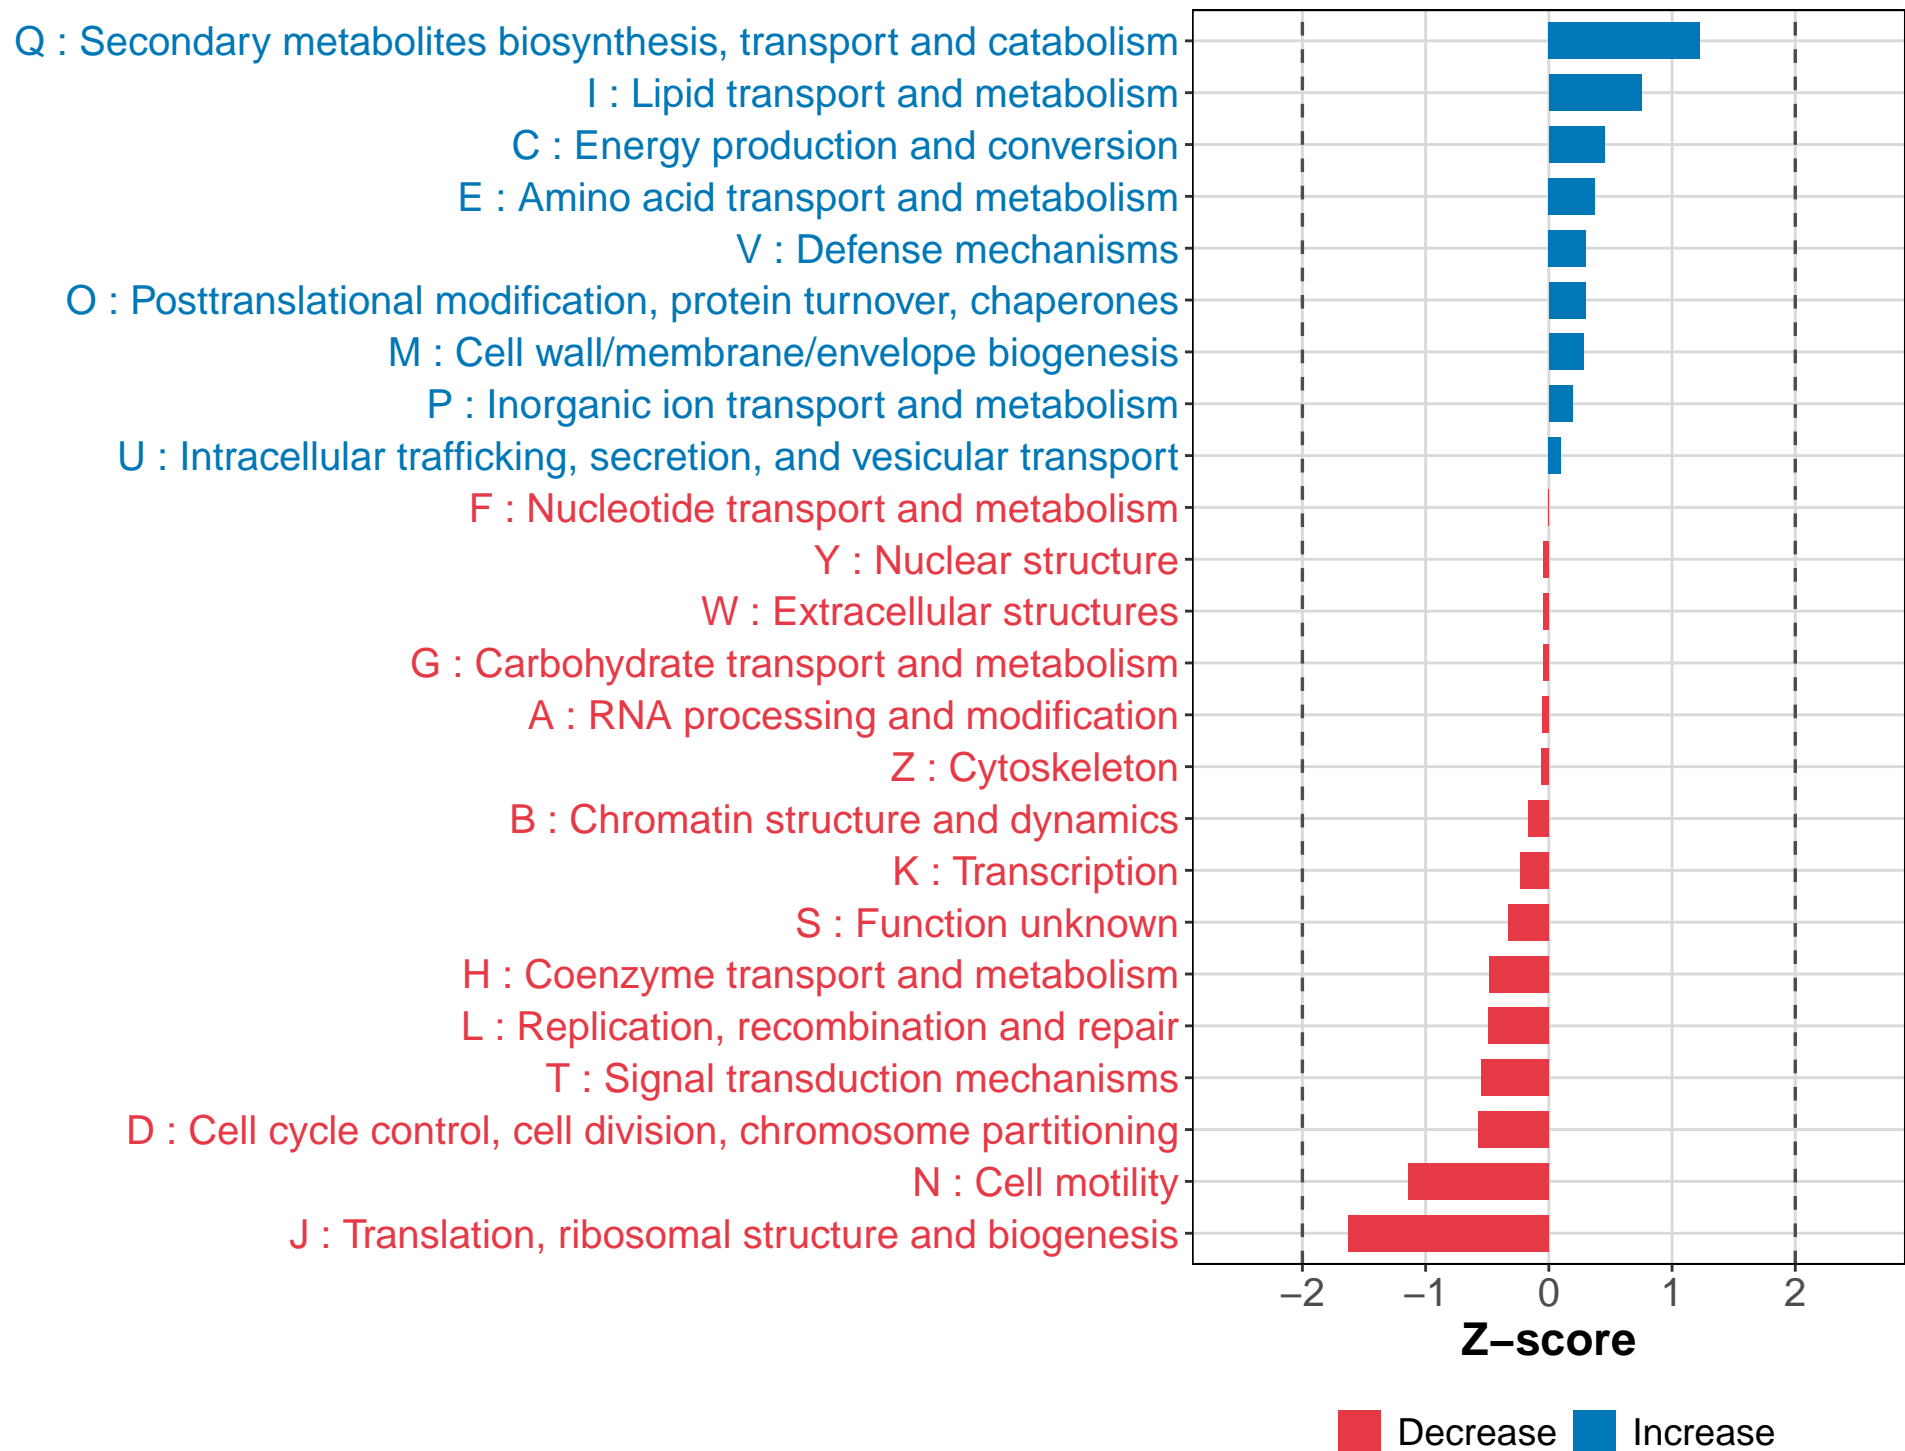 Q : Secondary metabolites biosynthesis, transport and catabolism
I : Lipid transport and metabolism
C : Energy production and conversion
E : Amino acid transport and metabolism
V : Defense mechanisms
O : Posttranslational modification, protein turnover, chaperones
M : Cell wall/membrane/envelope biogenesis
P : Inorganic ion transport and metabolism
U : Intracellular trafficking, secretion, and vesicular transport
F : Nucleotide transport and metabolism
Y : Nuclear structure
W : Extracellular structures
G : Carbohydrate transport and metabolism
A : RNA processing and modification
Z : Cytoskeleton
B : Chromatin structure and dynamics
K : Transcription
S : Function unknown
H : Coenzyme transport and metabolism
L : Replication, recombination and repair
T : Signal transduction mechanisms
D : Cell cycle control, cell division, chromosome partitioning
N : Cell motility
J : Translation, ribosomal structure and biogenesis
−2 −1 0 1 2
Z−score
Decrease Increase